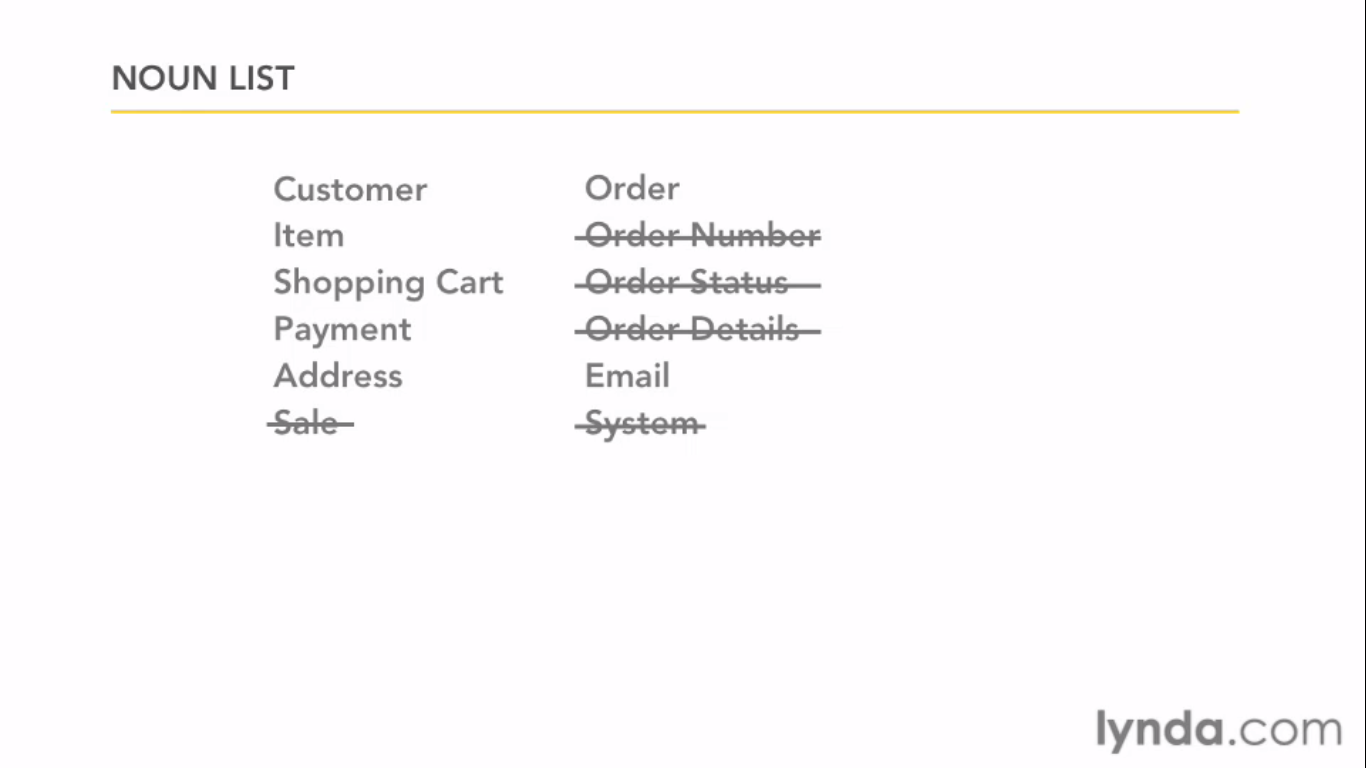 NOUN LIST
Customer
Item
Shopping Cart
Payment
Address
Sale
Order
Order Number
Order Status
Order Details
Email
System
lynda.com